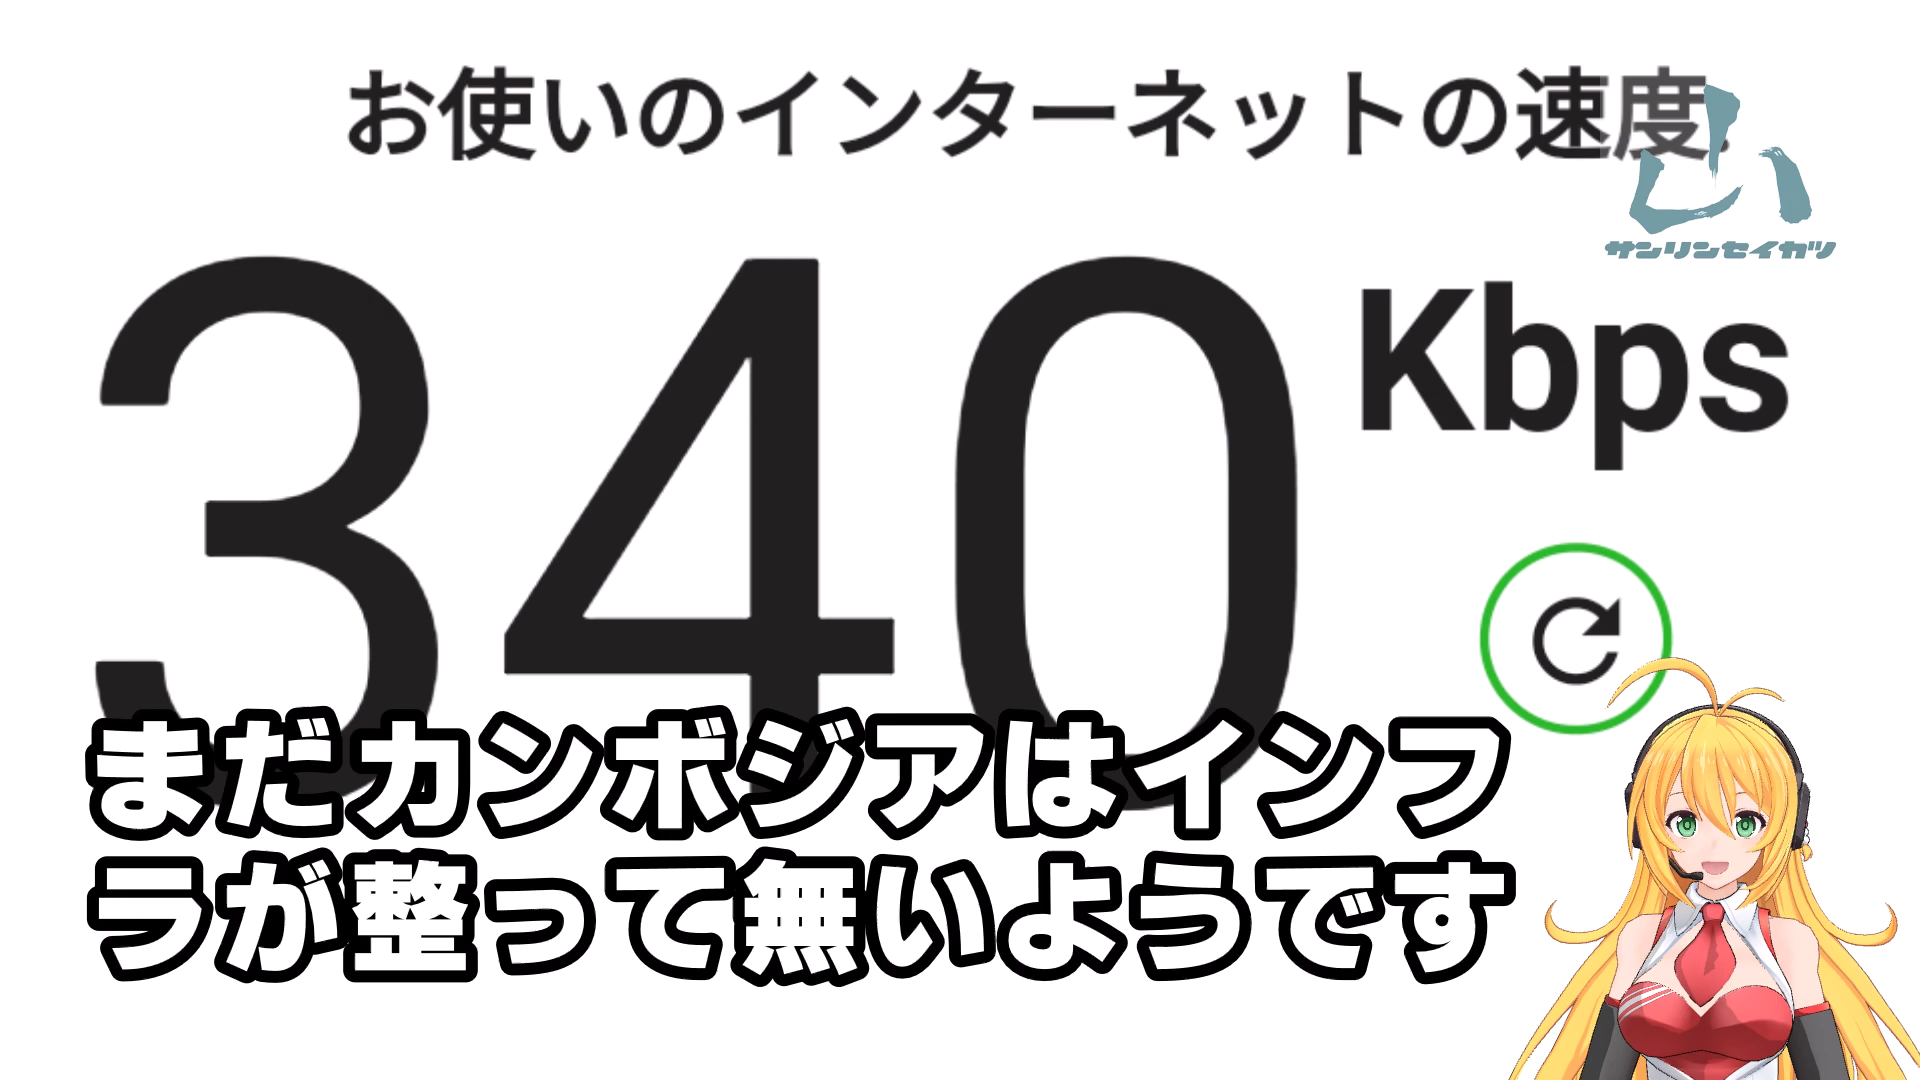 お使いのインターネットの速度:
340
Kbps
サンリンセイカツ
まだカンボジアはインフ
ラが整って無いようです